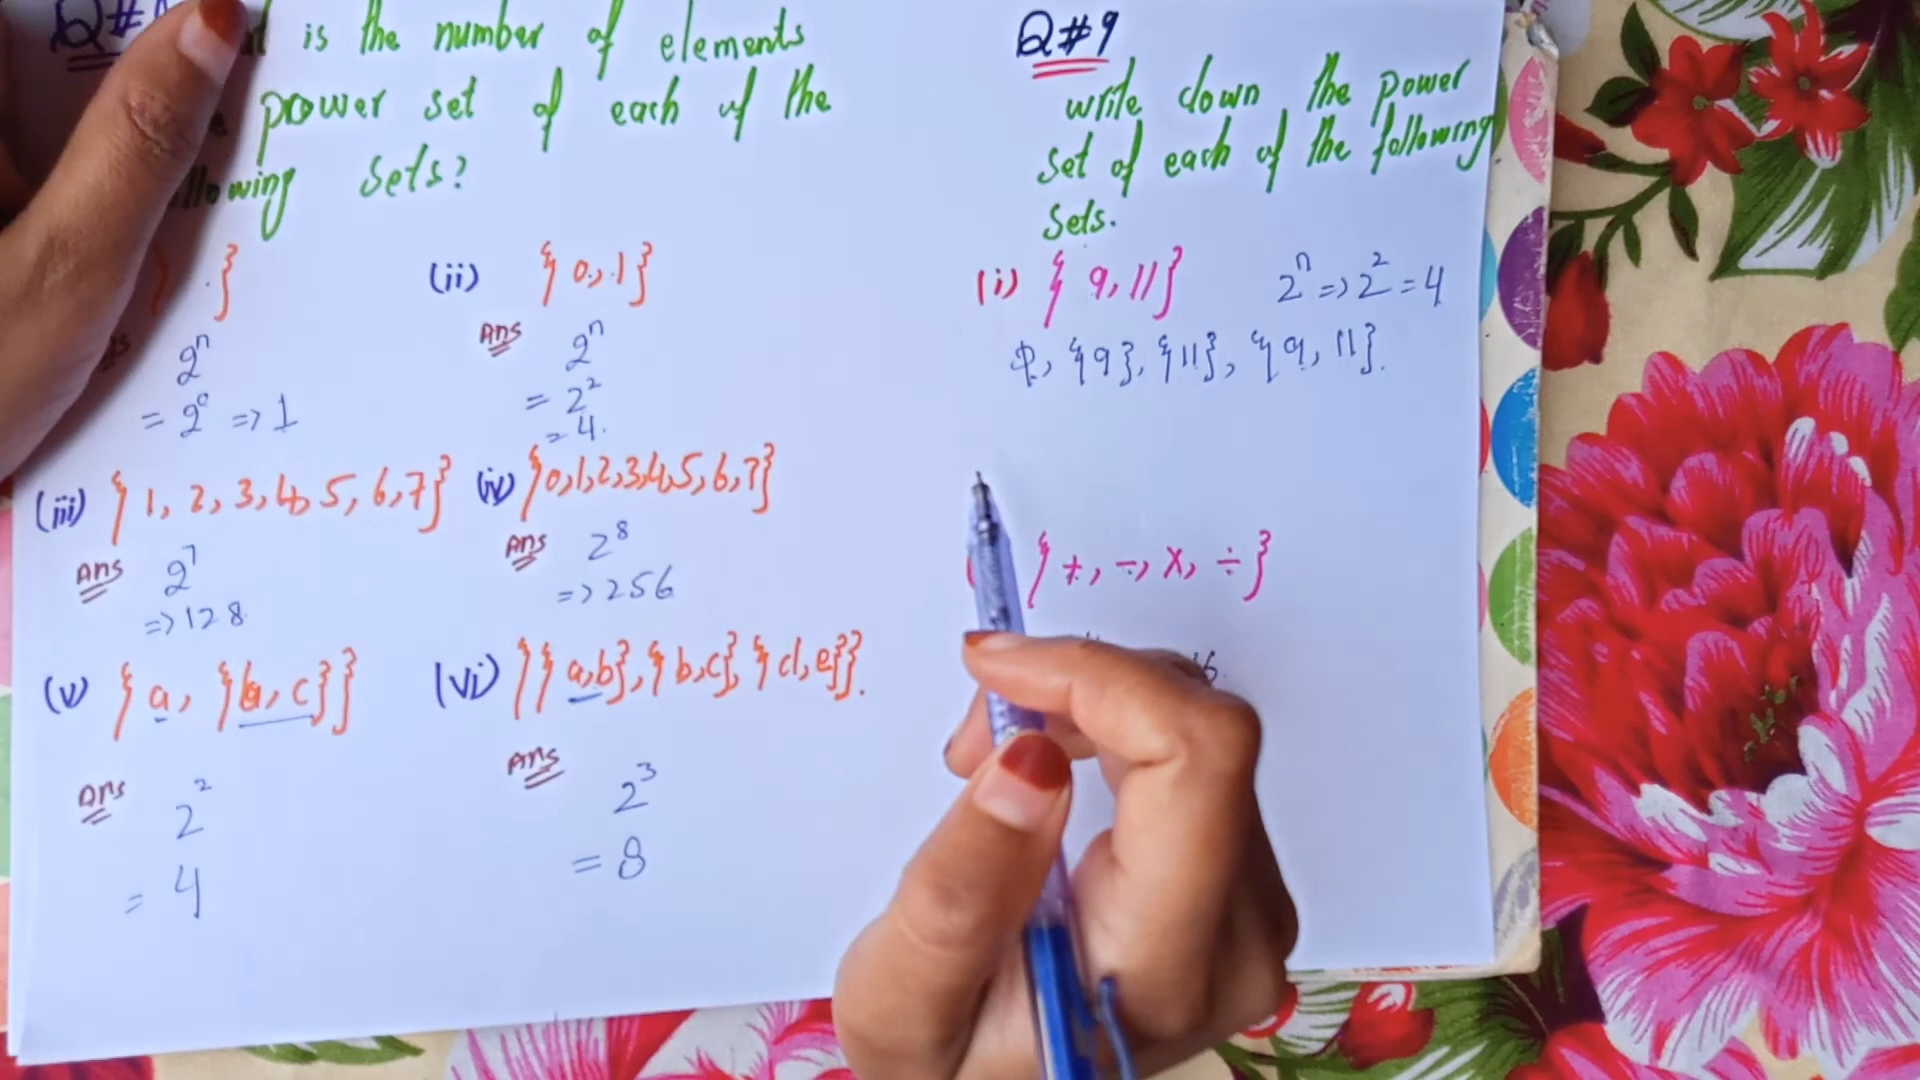 Q#
is the number of elements
power set of each of the
llowing sets?
. }
2ⁿ
= 2⁰ => 1
(ii) { 0, 1}
Ans 2ⁿ
= 2²
= 4.
(iii) { 1, 2, 3, 4, 5, 6, 7}
Ans 2⁷
=> 128
(iv) {0,1,2,3,4,5,6,7}
Ans 2⁸
=> 256
(v) { a, {b, c}}
Ans 2²
= 4
(vi) {{a,b},{b,c},{d,e}}.
Ans 2³
= 8
Q#9
write down the power
set of each of the following
Sets.
(i) { 9, 11} 2ⁿ => 2² = 4
Φ, {9}, {11}, {9, 11}.
{+, -, ×, ÷}